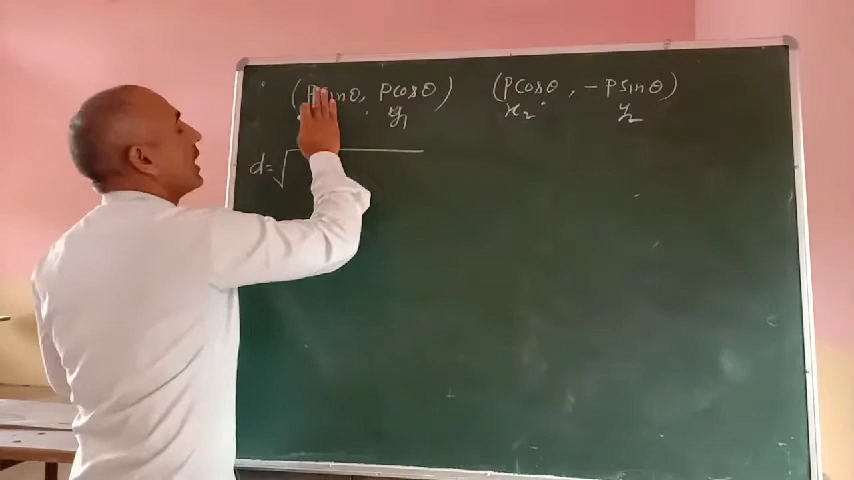 (Psinθ, Pcosθ) (Pcosθ, -Psinθ)
y₁ x₂ y₂
d=√